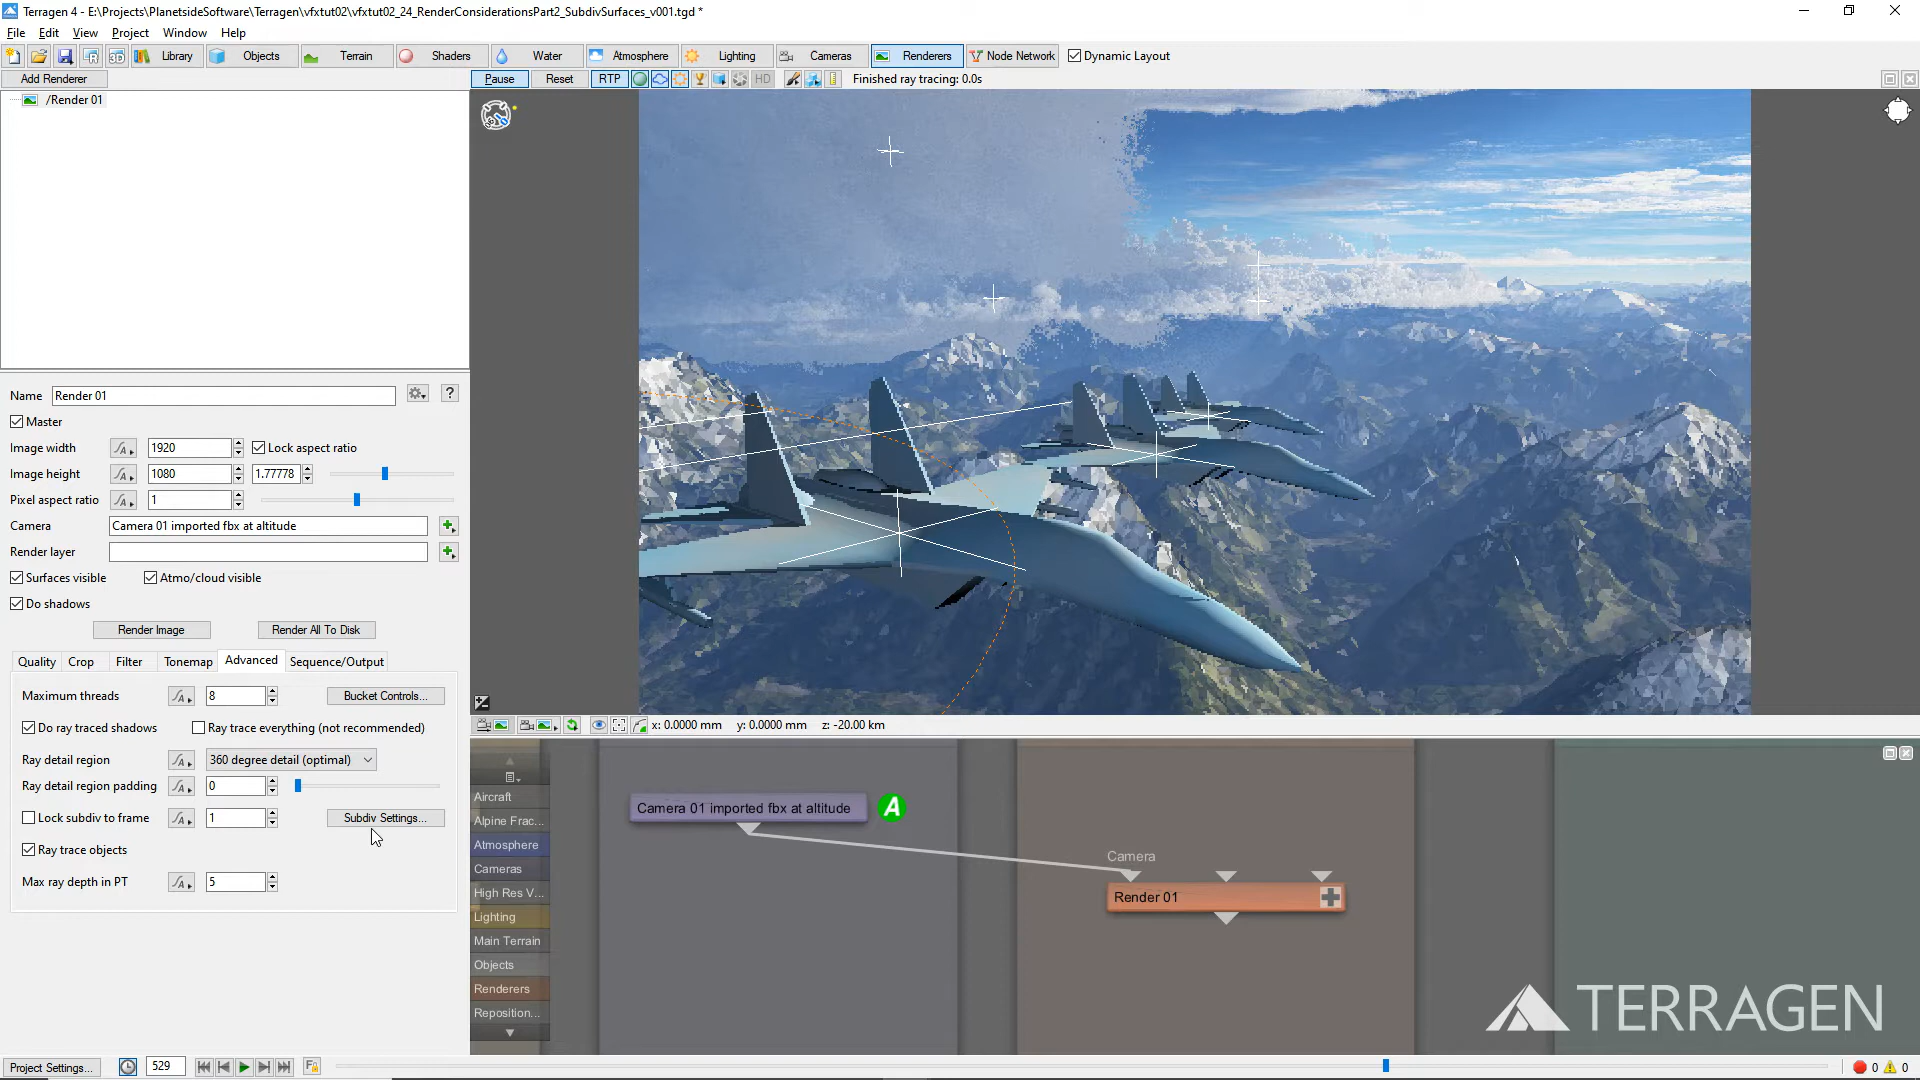 Terragen 4 - E:\Projects\PlanetsideSoftware\Terragen\vfxtut02\vfxtut02_24_RenderConsiderationsPart2_SubdivSurfaces_v001.tgd *
File Edit View Project Window Help
Library Objects Terrain Shaders Water Atmosphere Lighting Cameras Renderers Node Network Dynamic Layout
Add Renderer
Pause Reset RTP HD Finished ray tracing: 0.0s
/Render 01
Name Render 01 ?
Master
Image width 1920 Lock aspect ratio
Image height 1080 1.77778
Pixel aspect ratio 1
Camera Camera 01 imported fbx at altitude
Render layer
Surfaces visible Atmo/cloud visible
Do shadows
Render Image Render All To Disk
Quality Crop Filter Tonemap Advanced Sequence/Output
Maximum threads 8 Bucket Controls...
Do ray traced shadows Ray trace everything (not recommended)
Ray detail region 360 degree detail (optimal)
Ray detail region padding 0
Lock subdiv to frame 1 Subdiv Settings...
Ray trace objects
Max ray depth in PT 5
x: 0.0000 mm y: 0.0000 mm z: -20.00 km
Aircraft
Alpine Frac...
Atmosphere
Cameras
High Res V...
Lighting
Main Terrain
Objects
Renderers
Reposition...
Camera 01 imported fbx at altitude A
Camera
Render 01
TERRAGEN
Project Settings... 529 0 0